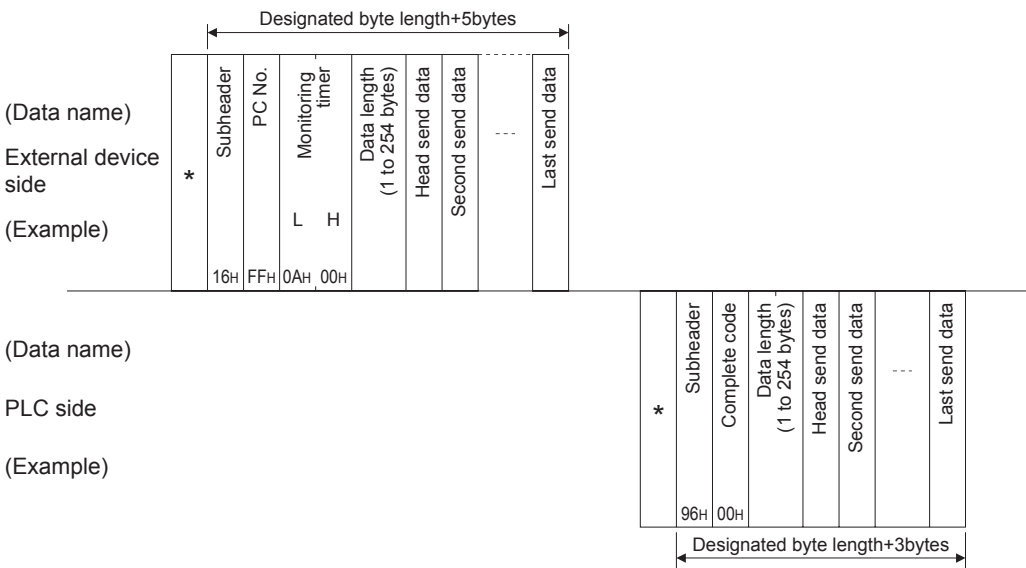 Designated byte length+5bytes
(Data name)
External device
side
(Example)
*
Subheader
PC No.
Monitoring
timer
Data length
(1 to 254 bytes)
Head send data
Second send data
---
Last send data
L H
16H FFH 0AH 00H
(Data name)
PLC side
(Example)
*
Subheader
Complete code
Data length
(1 to 254 bytes)
Head send data
Second send data
---
Last send data
96H 00H
Designated byte length+3bytes